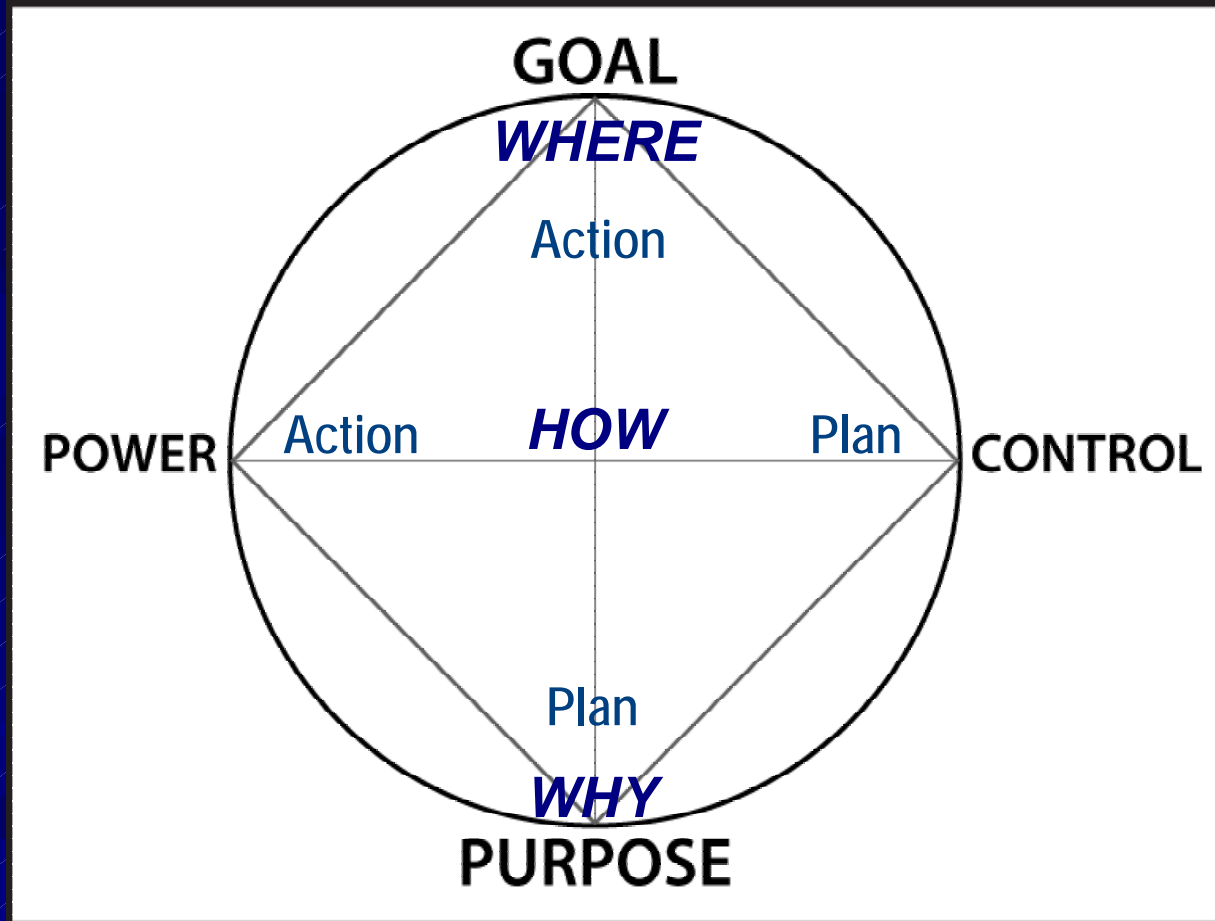 GOAL
WHERE
Action
POWER Action HOW Plan CONTROL
Plan
WHY
PURPOSE